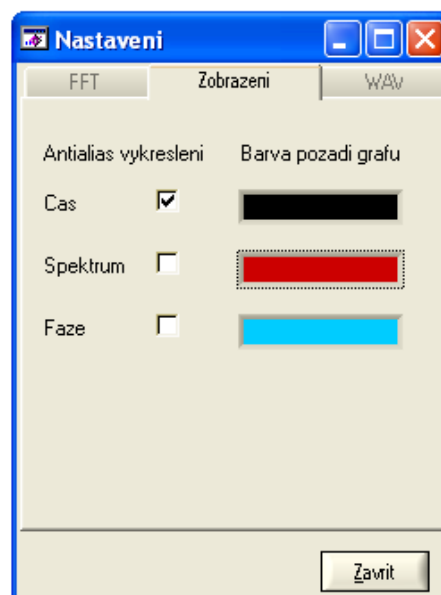 Nastaveni
FFT Zobrazeni WAV
Antialias vykresleni Barva pozadi grafu
Cas
Spektrum
Faze
Zavrit